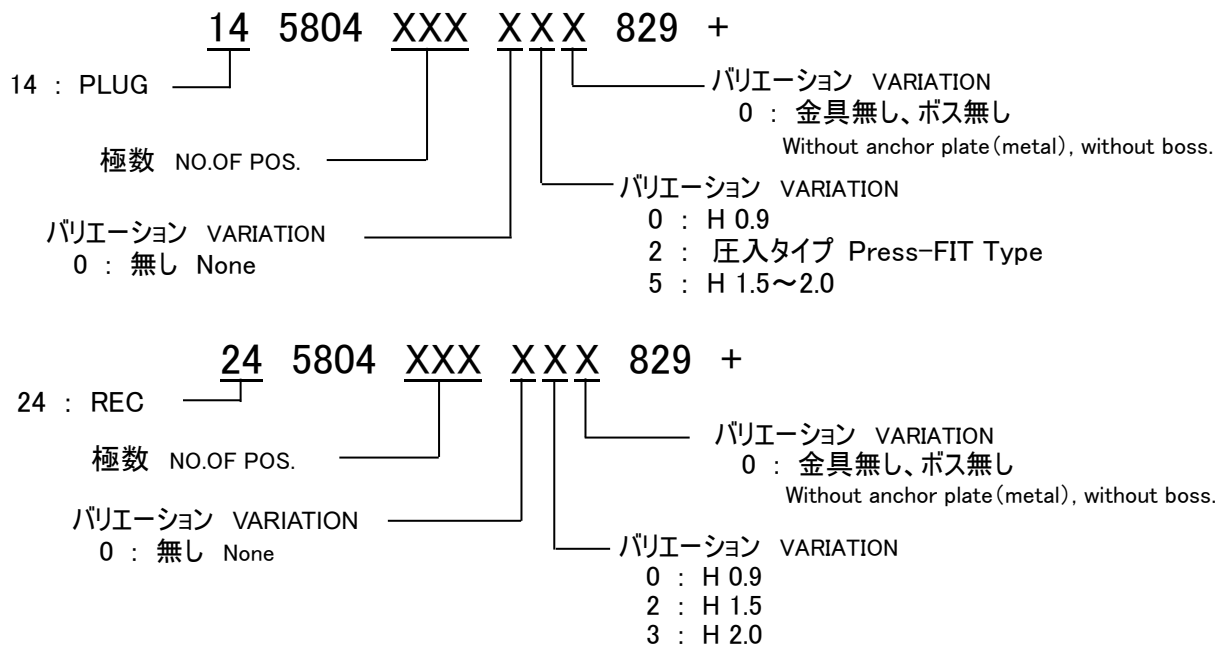 14 5804 XXX X X X 829 +
14 : PLUG
バリエーション VARIATION
0 : 金具無し、ボス無し
Without anchor plate(metal), without boss.
極数 NO.OF POS.
バリエーション VARIATION
0 : H 0.9
2 : 圧入タイプ Press-FIT Type
5 : H 1.5～2.0
バリエーション VARIATION
0 : 無し None
24 5804 XXX X X X 829 +
24 : REC
バリエーション VARIATION
0 : 金具無し、ボス無し
Without anchor plate(metal), without boss.
極数 NO.OF POS.
バリエーション VARIATION
0 : 無し None
バリエーション VARIATION
0 : H 0.9
2 : H 1.5
3 : H 2.0